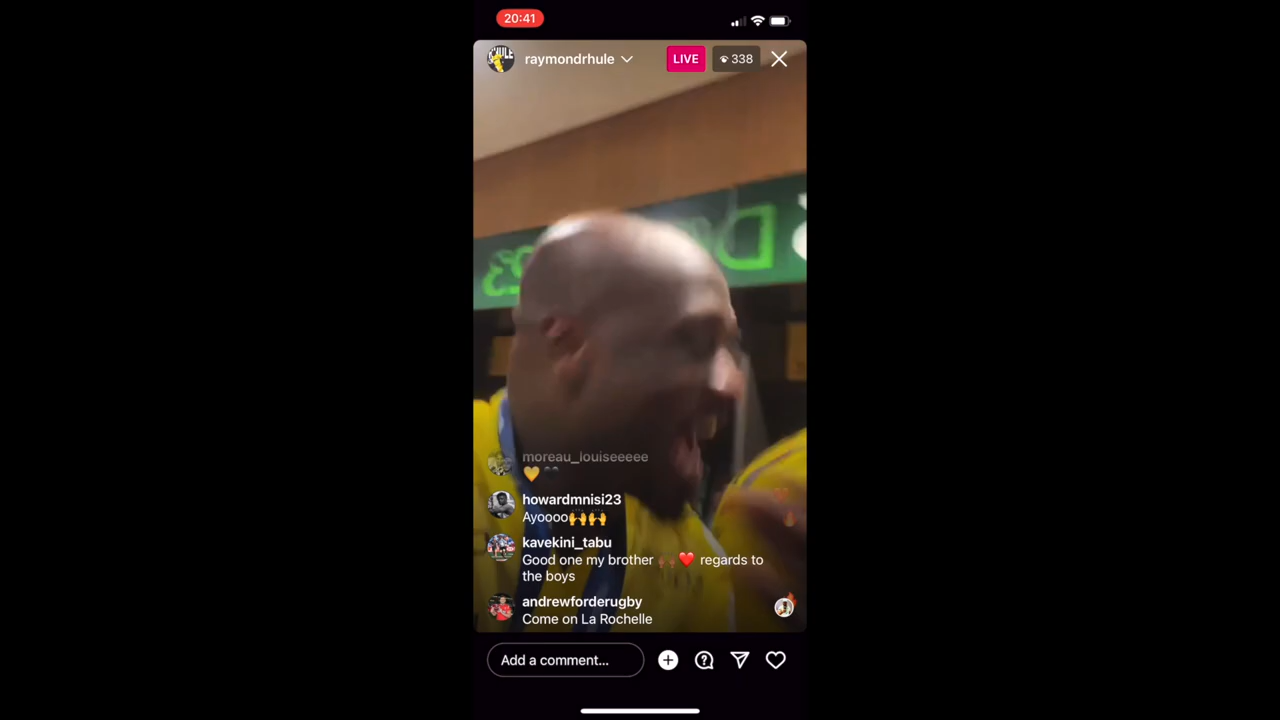 20:41
raymondrhule
LIVE
338
moreau_louiseeeee
💛🖤
howardmnisi23
Ayoooo🙌🙌
kavekini_tabu
Good one my brother 🙌🏾❤️ regards to
the boys
andrewforderugby
Come on La Rochelle
Add a comment...